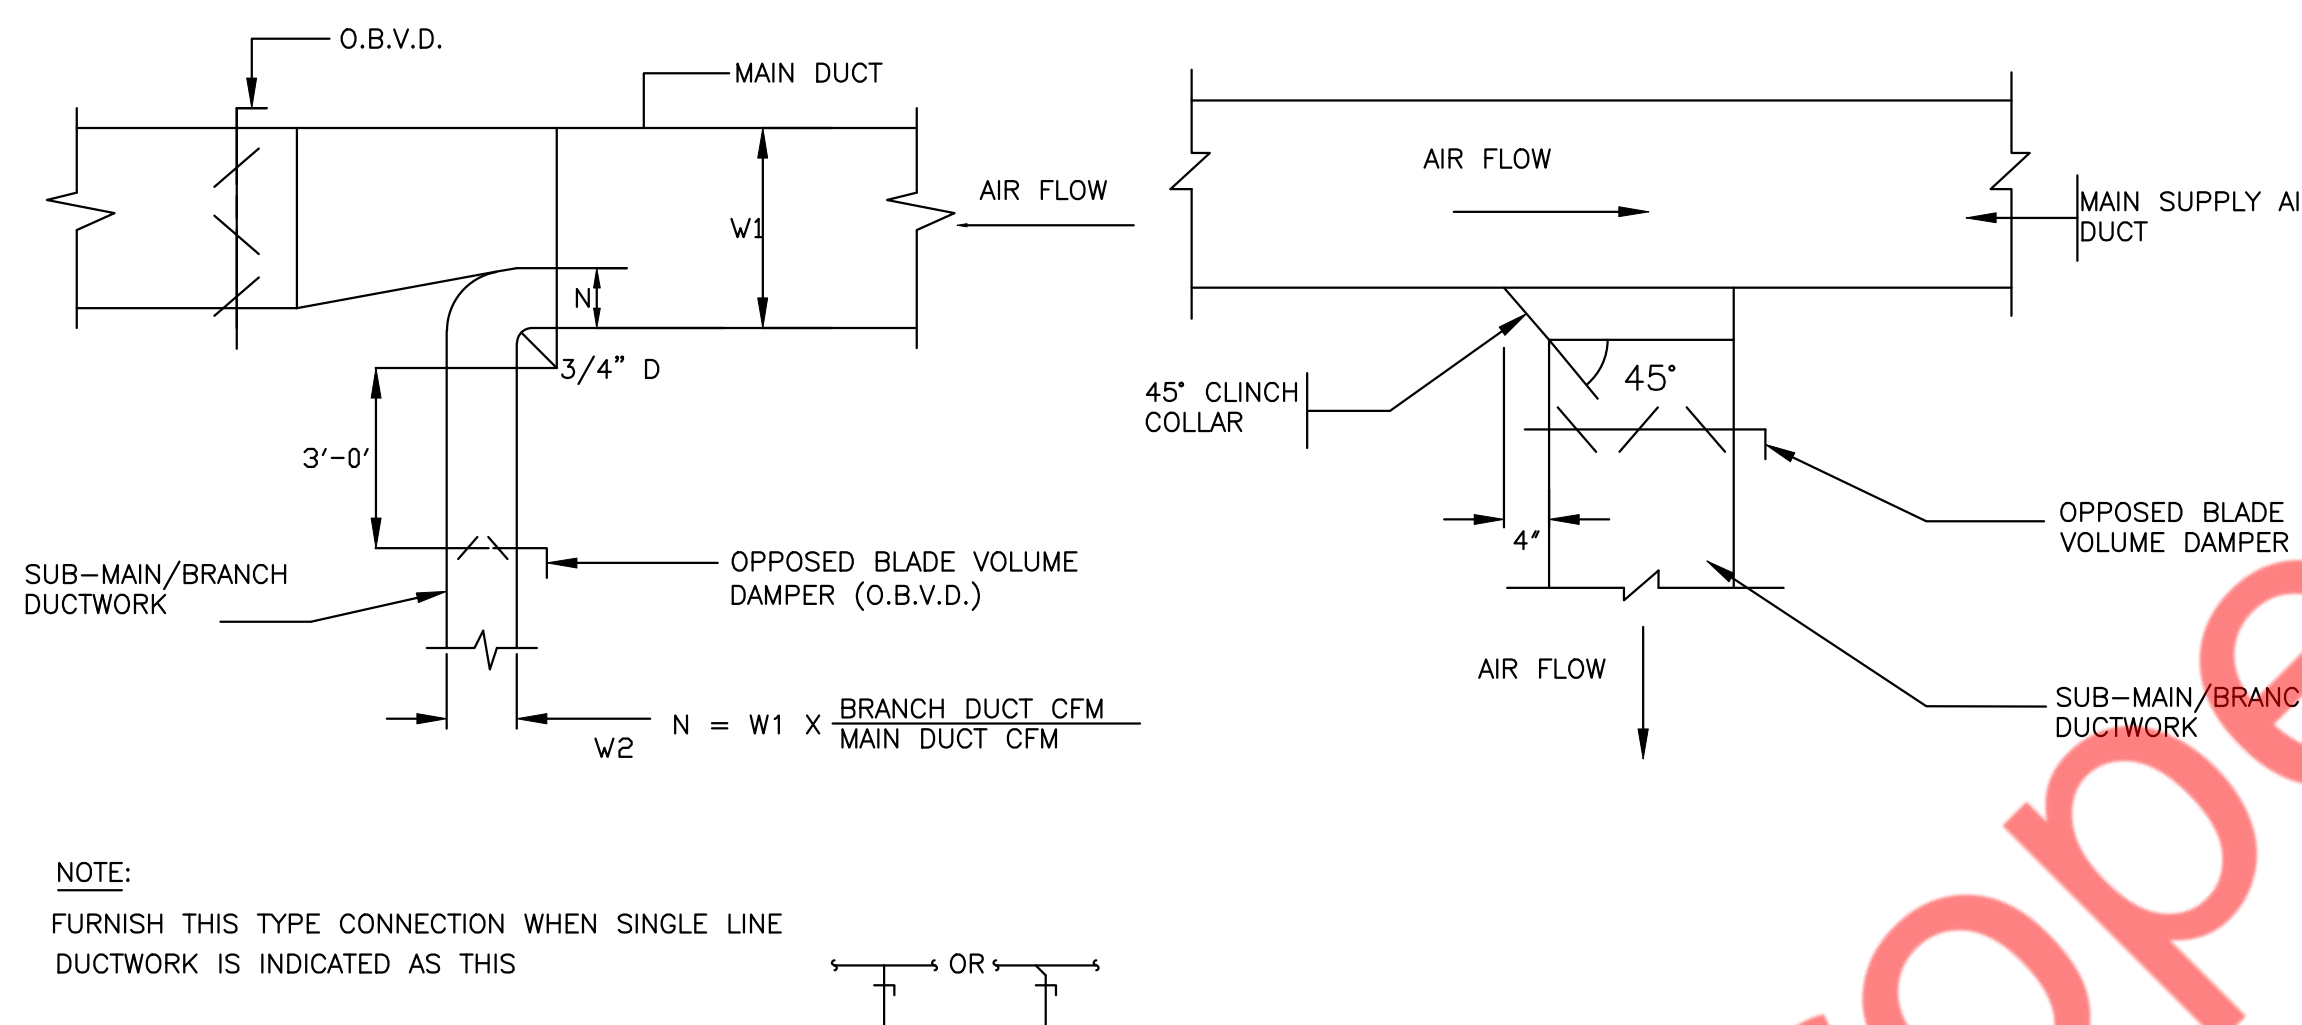 O.B.V.D.
MAIN DUCT
AIR FLOW
W1
N
3/4" D
3'-0'
SUB-MAIN/BRANCH
DUCTWORK
OPPOSED BLADE VOLUME
DAMPER (O.B.V.D.)
W2
N = W1 X BRANCH DUCT CFM
MAIN DUCT CFM
AIR FLOW
MAIN SUPPLY AI
DUCT
45° CLINCH
COLLAR
45°
4"
OPPOSED BLADE
VOLUME DAMPER
AIR FLOW
SUB-MAIN/BRANC
DUCTWORK
NOTE:
FURNISH THIS TYPE CONNECTION WHEN SINGLE LINE
DUCTWORK IS INDICATED AS THIS
OR
ope